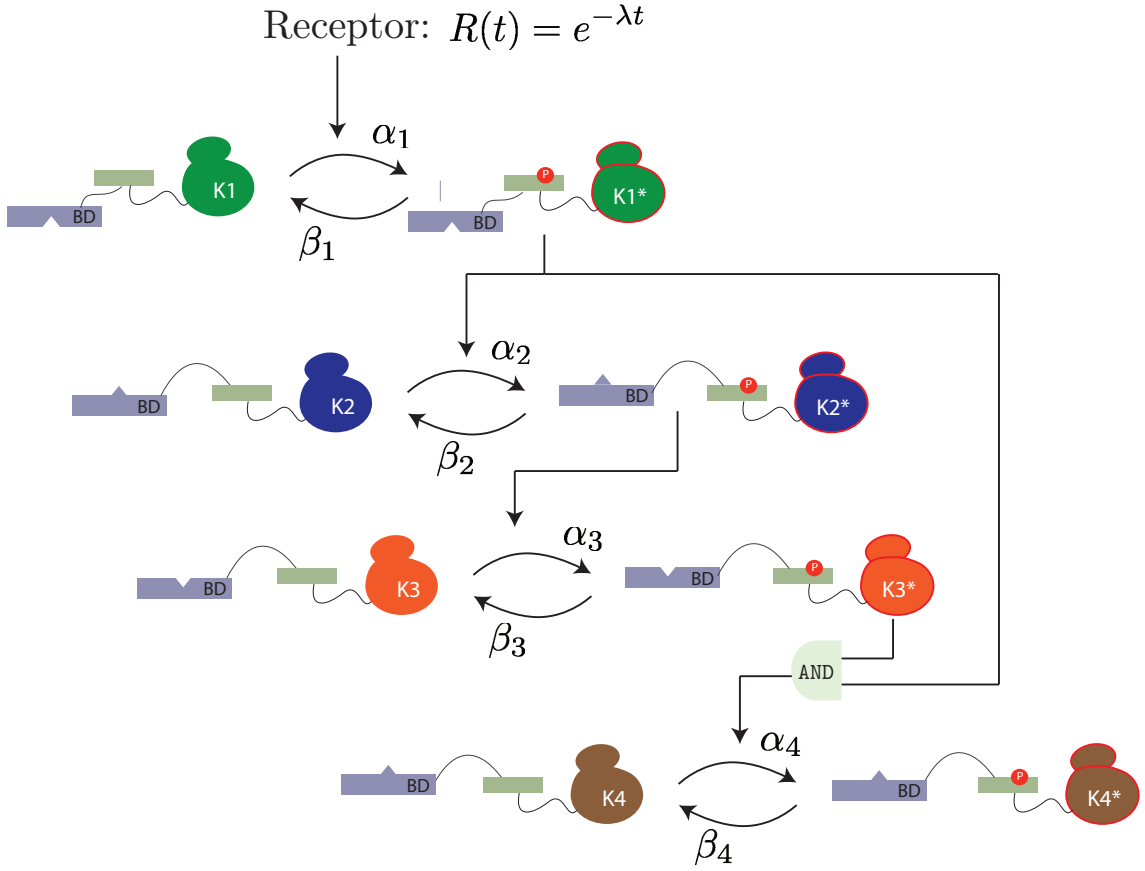 Receptor: R(t) = e^{-λt}
α₁
K1
P
K1*
BD
BD
β₁
α₂
P
K2
BD
BD
K2*
β₂
α₃
P
K3
BD
BD
K3*
β₃
AND
α₄
P
K4
BD
BD
K4*
β₄